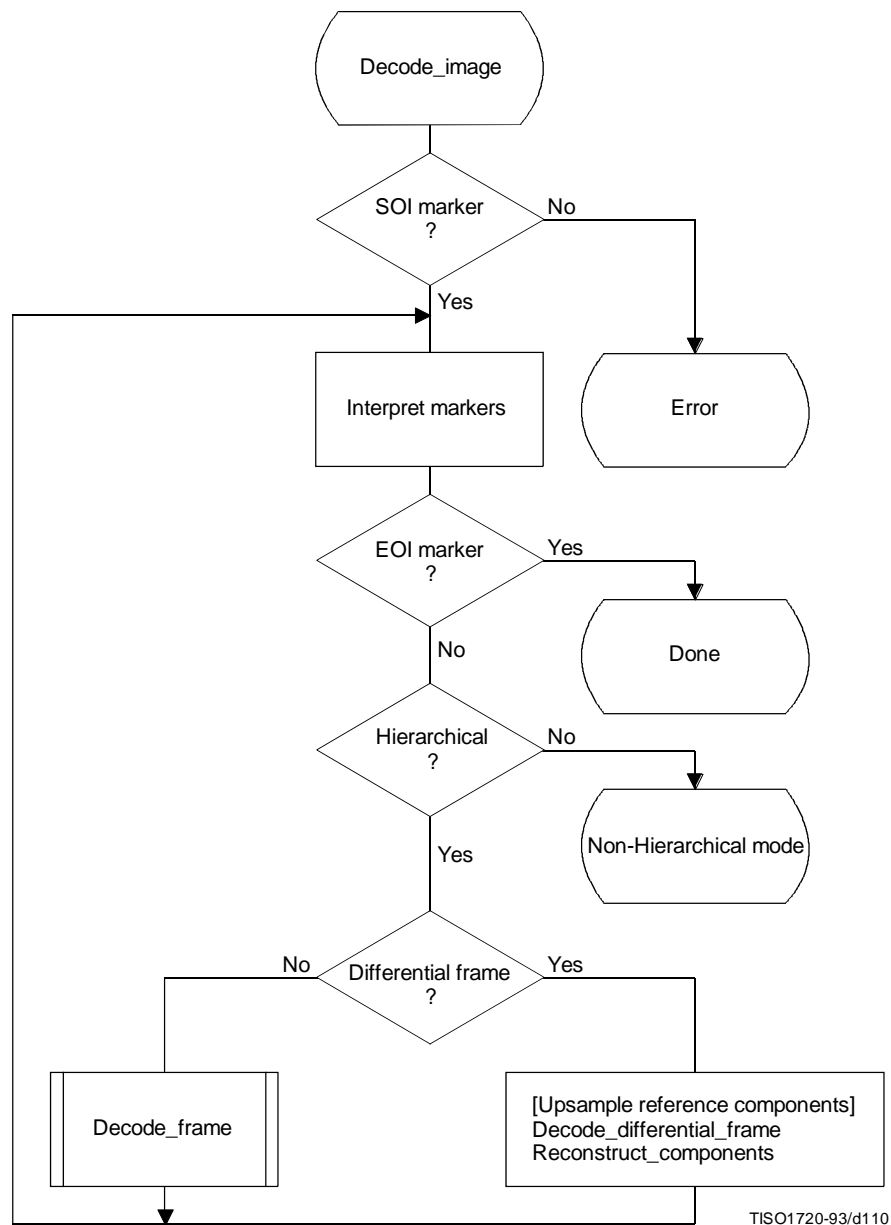 Decode_image
SOI marker
?
No
Yes
Interpret markers
Error
EOI marker
?
Yes
No
Done
Hierarchical
?
No
Yes
Non-Hierarchical mode
No
Differential frame
?
Yes
Decode_frame
[Upsample reference components]
Decode_differential_frame
Reconstruct_components
TISO1720-93/d110